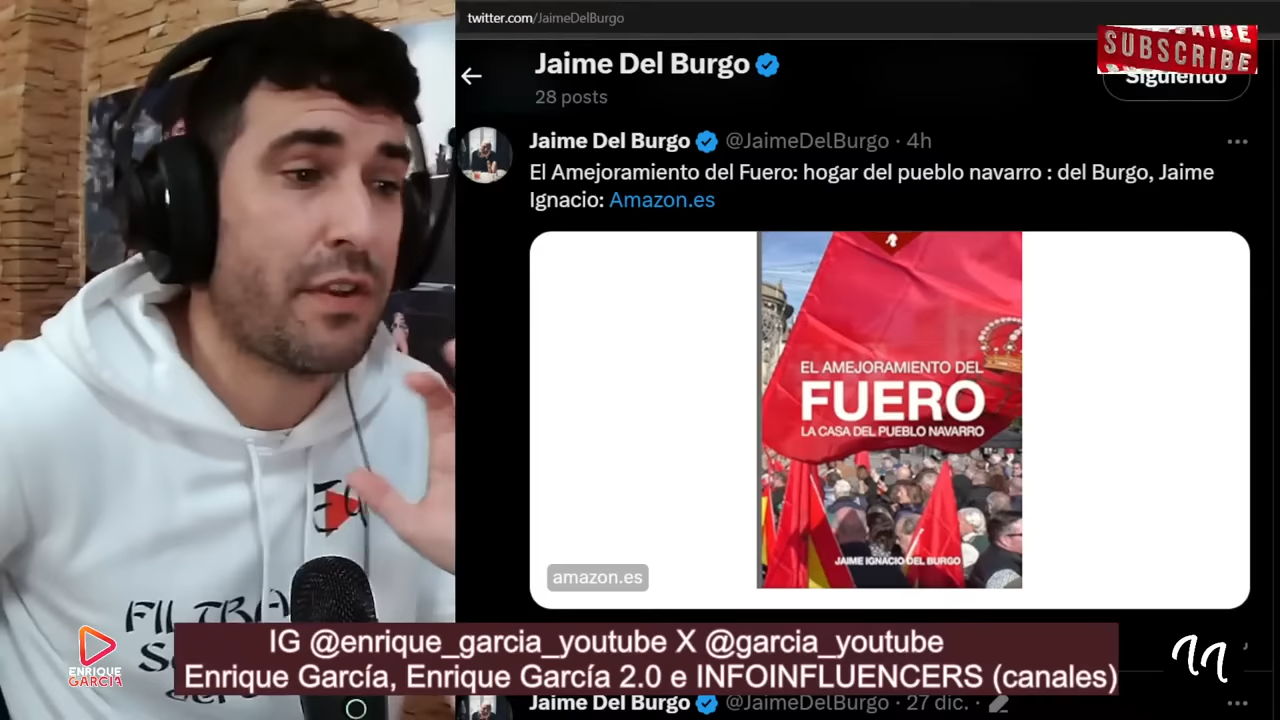 twitter.com/JaimeDelBurgo
SUBSCRIBE
SUBSCRIBE
Jaime Del Burgo
28 posts
Siguiendo
Jaime Del Burgo @JaimeDelBurgo · 4h
El Amejoramiento del Fuero: hogar del pueblo navarro : del Burgo, Jaime
Ignacio: Amazon.es
EL AMEJORAMIENTO DEL
FUERO
LA CASA DEL PUEBLO NAVARRO
JAIME IGNACIO DEL BURGO
amazon.es
EG
FILTRA
IG @enrique_garcia_youtube X @garcia_youtube
Enrique García, Enrique García 2.0 e INFOINFLUENCERS (canales)
ENRIQUE
GARCÍA
Jaime Del Burgo @JaimeDelBurgo · 27 dic.